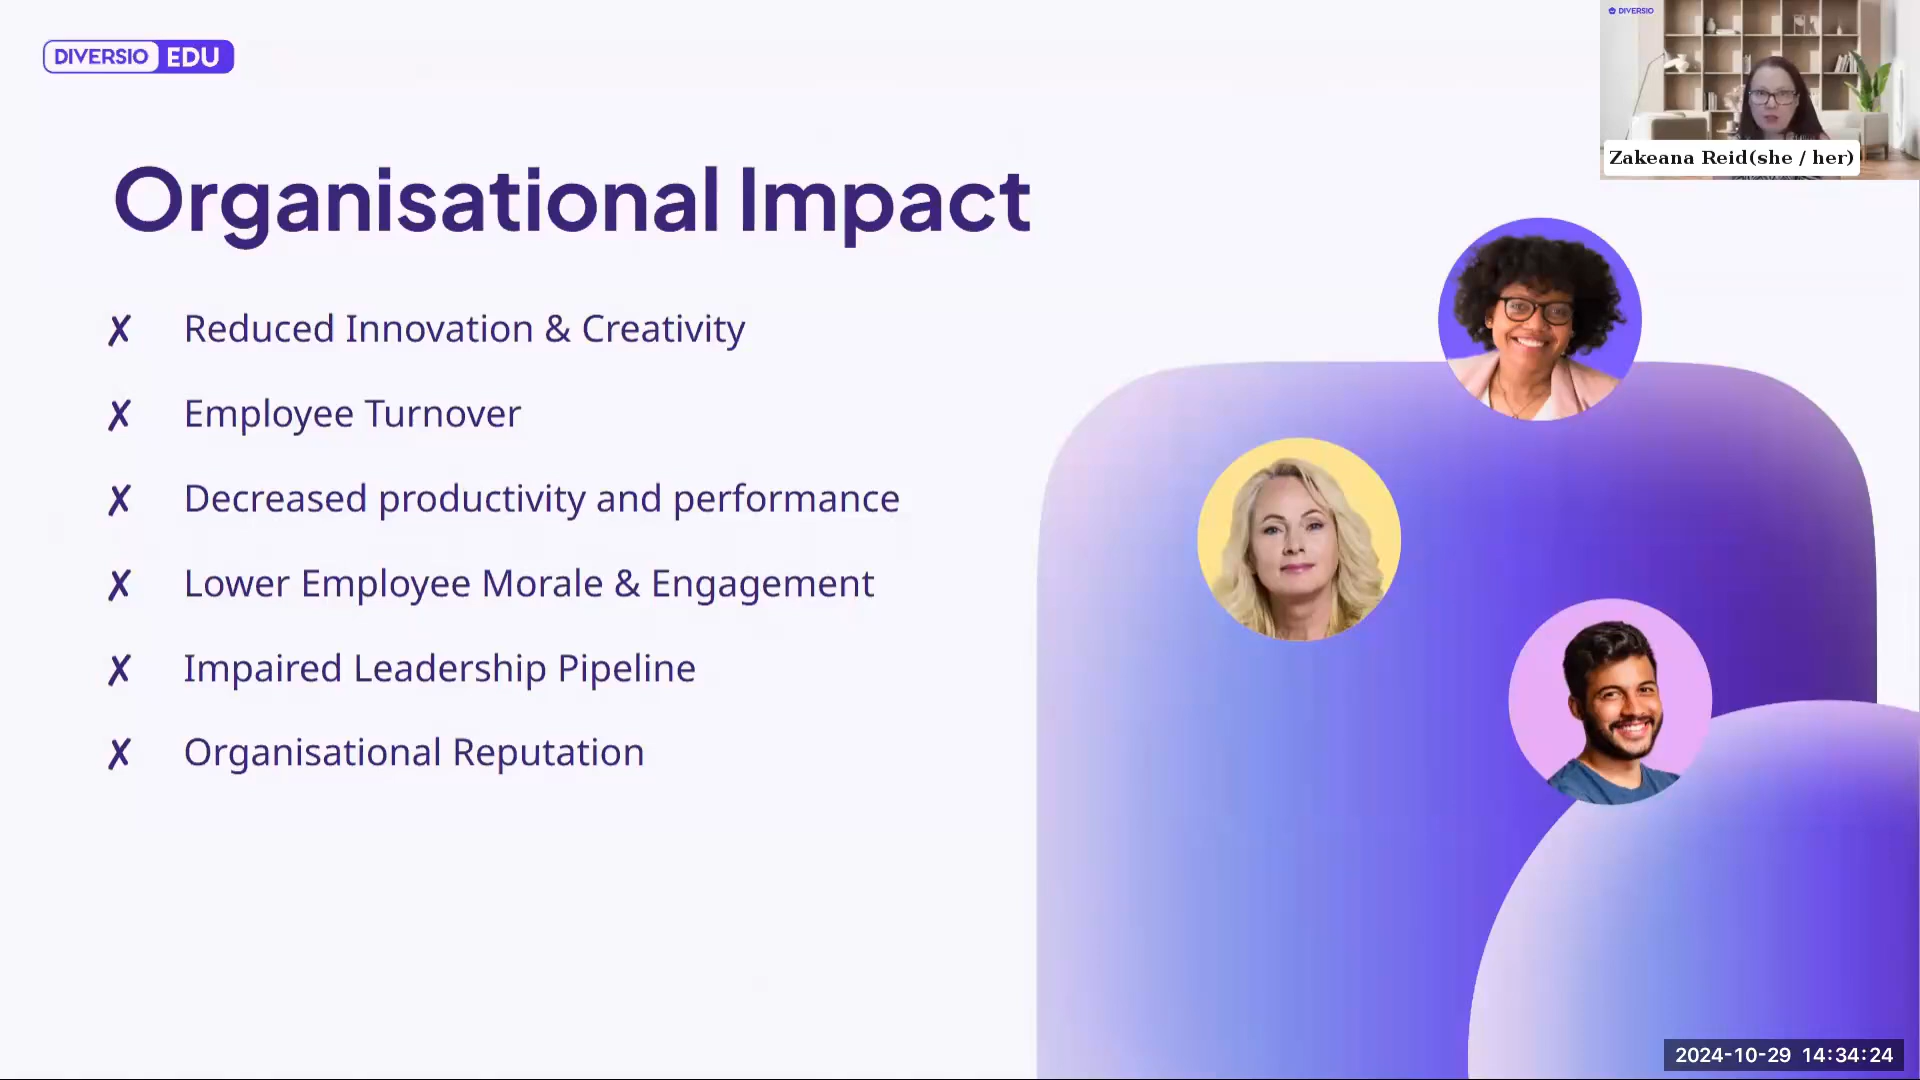 DIVERSIO EDU
DIVERSIO
Zakeana Reid(she / her)
Organisational Impact
✗ Reduced Innovation & Creativity
✗ Employee Turnover
✗ Decreased productivity and performance
✗ Lower Employee Morale & Engagement
✗ Impaired Leadership Pipeline
✗ Organisational Reputation
2024-10-29 14:34:24